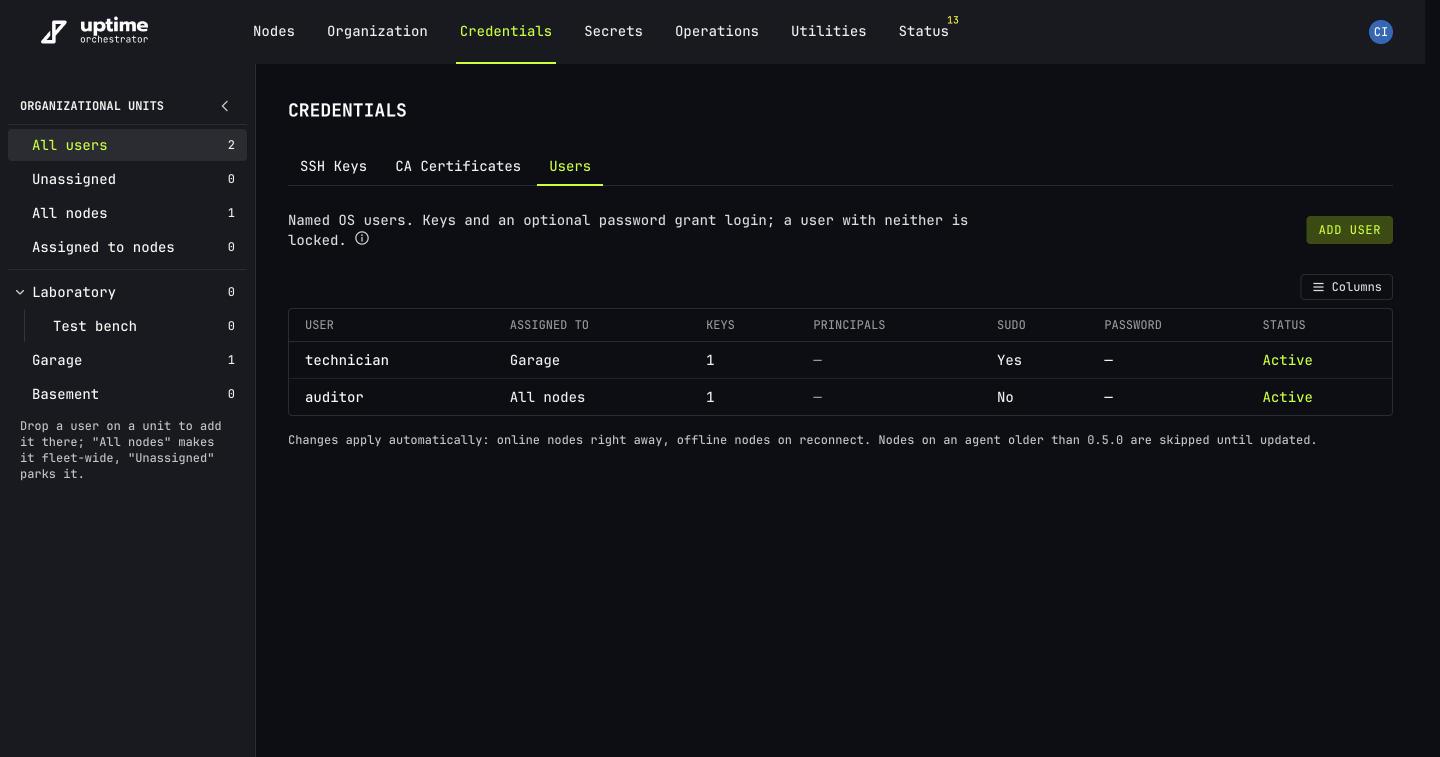 uptime
orchestrator
Nodes
Organization
Credentials
Secrets
Operations
Utilities
Status
13
CI
ORGANIZATIONAL UNITS
All users 2
Unassigned 0
All nodes 1
Assigned to nodes 0
Laboratory 0
Test bench 0
Garage 1
Basement 0
Drop a user on a unit to add
it there; "All nodes" makes
it fleet-wide, "Unassigned"
parks it.
CREDENTIALS
SSH Keys CA Certificates Users
Named OS users. Keys and an optional password grant login; a user with neither is
locked.
ADD USER
Columns
USER ASSIGNED TO KEYS PRINCIPALS SUDO PASSWORD STATUS
technician Garage 1 — Yes — Active
auditor All nodes 1 — No — Active
Changes apply automatically: online nodes right away, offline nodes on reconnect. Nodes on an agent older than 0.5.0 are skipped until updated.